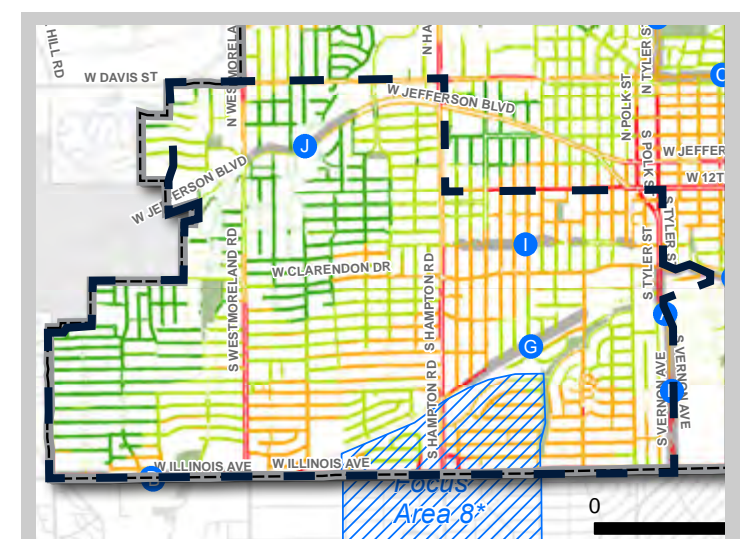 HILL RD
W DAVIS ST
N WESTMORELA
N HA
N TYLER ST
C
W JEFFERSON BLVD
N POLK ST
J
W JEFFER
S POLK S
W 12T
W JEFFERSON BLVD
S TYLER S
I
S TYLER ST
W CLARENDON DR
S WESTMORELAND RD
S HAMPTON RD
G
S VERNON AVE
S VERNON AVE
S HAMPTON RD
W ILLINOIS AVE
W ILLINOIS AVE
Focus
Area 8*
0